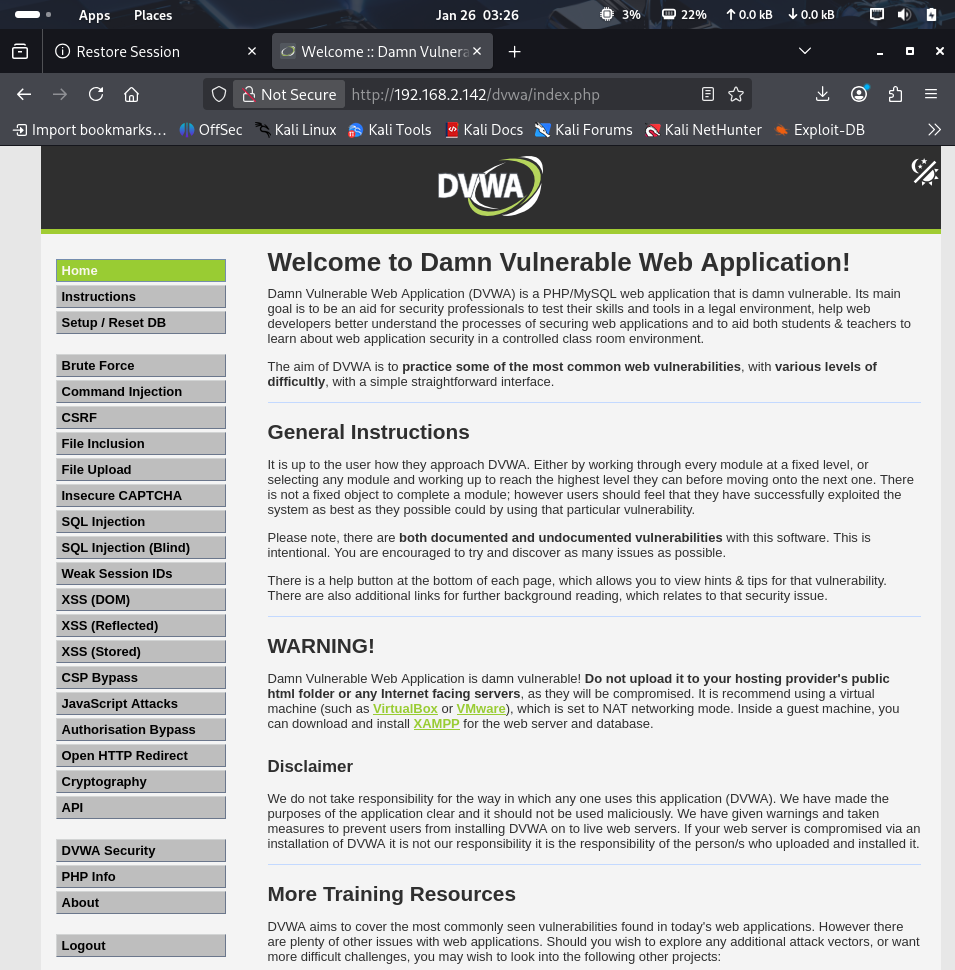 Apps Places Jan 26 03:26 3% 22% 0.0 kB 0.0 kB
Restore Session Welcome :: Damn Vulnera
Not Secure http://192.168.2.142/dvwa/index.php
Import bookmarks… OffSec Kali Linux Kali Tools Kali Docs Kali Forums Kali NetHunter Exploit-DB
DVWA
Home
Instructions
Setup / Reset DB
Brute Force
Command Injection
CSRF
File Inclusion
File Upload
Insecure CAPTCHA
SQL Injection
SQL Injection (Blind)
Weak Session IDs
XSS (DOM)
XSS (Reflected)
XSS (Stored)
CSP Bypass
JavaScript Attacks
Authorisation Bypass
Open HTTP Redirect
Cryptography
API
DVWA Security
PHP Info
About
Logout
Welcome to Damn Vulnerable Web Application!
Damn Vulnerable Web Application (DVWA) is a PHP/MySQL web application that is damn vulnerable. Its main
goal is to be an aid for security professionals to test their skills and tools in a legal environment, help web
developers better understand the processes of securing web applications and to aid both students & teachers to
learn about web application security in a controlled class room environment.
The aim of DVWA is to practice some of the most common web vulnerabilities, with various levels of
difficultly, with a simple straightforward interface.
General Instructions
It is up to the user how they approach DVWA. Either by working through every module at a fixed level, or
selecting any module and working up to reach the highest level they can before moving onto the next one. There
is not a fixed object to complete a module; however users should feel that they have successfully exploited the
system as best as they possible could by using that particular vulnerability.
Please note, there are both documented and undocumented vulnerabilities with this software. This is
intentional. You are encouraged to try and discover as many issues as possible.
There is a help button at the bottom of each page, which allows you to view hints & tips for that vulnerability.
There are also additional links for further background reading, which relates to that security issue.
WARNING!
Damn Vulnerable Web Application is damn vulnerable! Do not upload it to your hosting provider's public
html folder or any Internet facing servers, as they will be compromised. It is recommend using a virtual
machine (such as VirtualBox or VMware), which is set to NAT networking mode. Inside a guest machine, you
can download and install XAMPP for the web server and database.
Disclaimer
We do not take responsibility for the way in which any one uses this application (DVWA). We have made the
purposes of the application clear and it should not be used maliciously. We have given warnings and taken
measures to prevent users from installing DVWA on to live web servers. If your web server is compromised via an
installation of DVWA it is not our responsibility it is the responsibility of the person/s who uploaded and installed it.
More Training Resources
DVWA aims to cover the most commonly seen vulnerabilities found in today's web applications. However there
are plenty of other issues with web applications. Should you wish to explore any additional attack vectors, or want
more difficult challenges, you may wish to look into the following other projects: